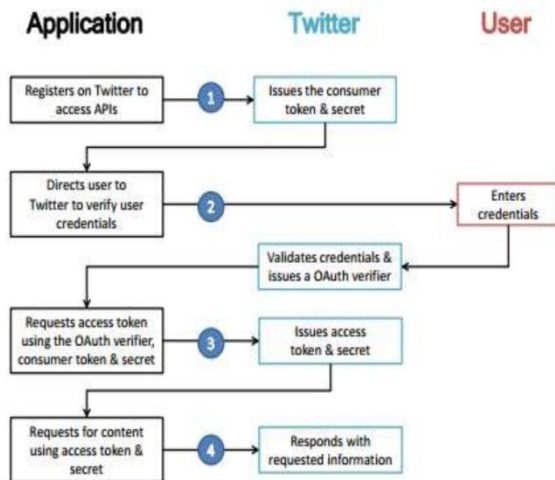 Application
Twitter
User
Registers on Twitter to
access APIs
1
Issues the consumer
token & secret
Directs user to
Twitter to verify user
credentials
2
Enters
credentials
Validates credentials &
issues a OAuth verifier
Requests access token
using the OAuth verifier,
consumer token & secret
3
Issues access
token & secret
Requests for content
using access token &
secret
4
Responds with
requested information